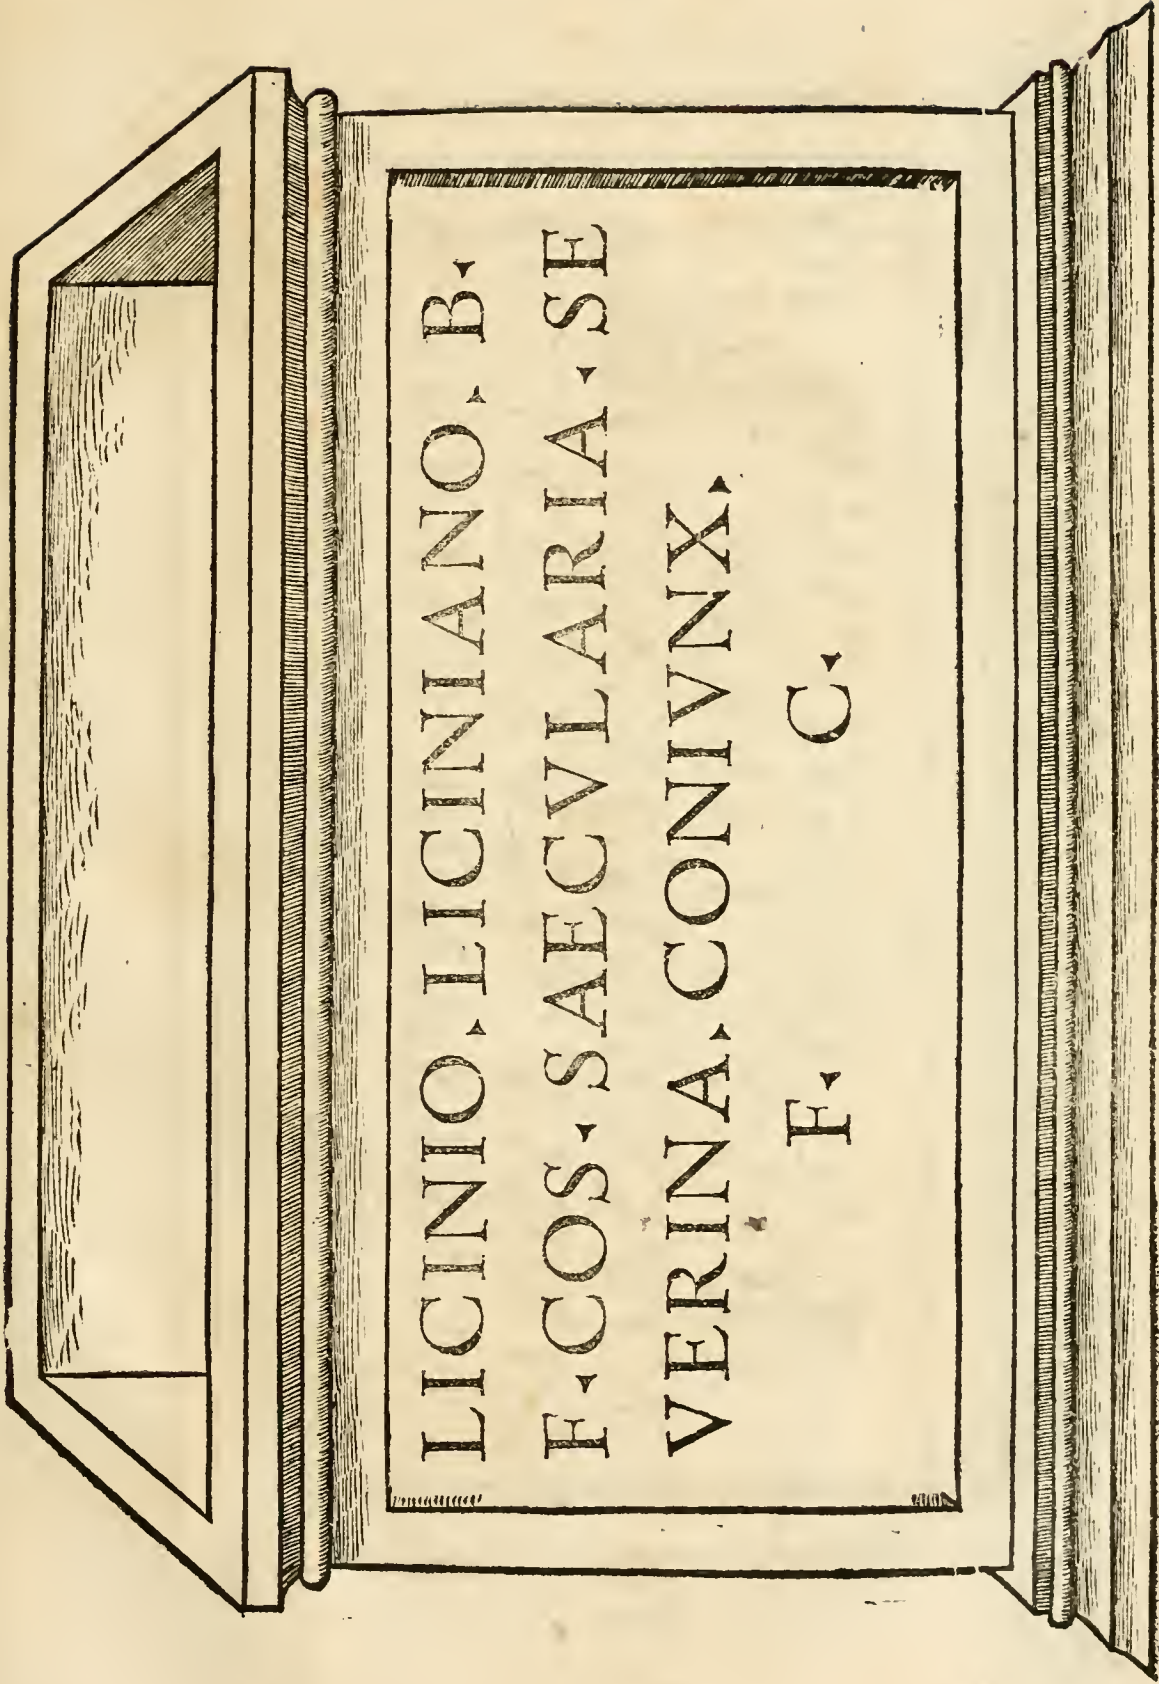 LICINIO. LICINIANO. B.
F. COS. SAECVLARIA. SE
VERINA. CONIVNX.
F. C.